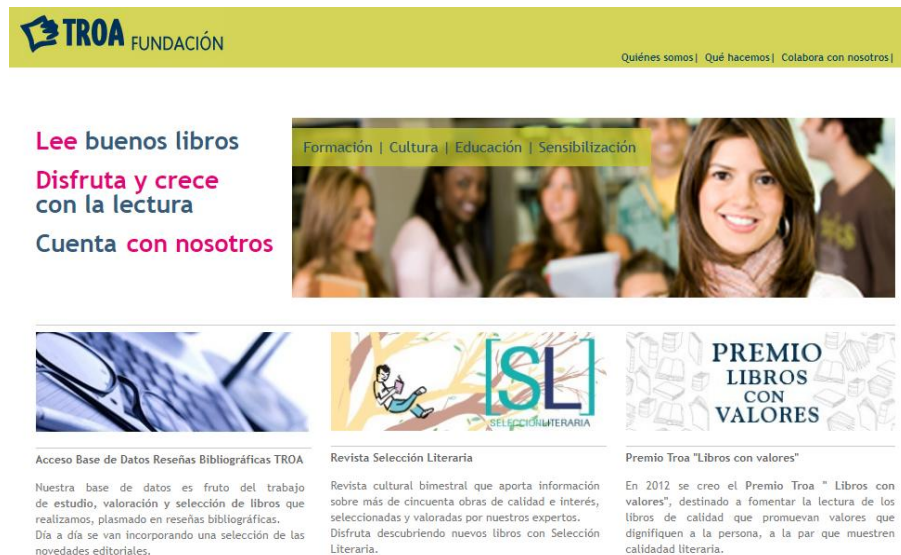 TROA FUNDACIÓN
Quiénes somos| Qué hacemos| Colabora con nosotros|
Lee buenos libros
Disfruta y crece
con la lectura
Cuenta con nosotros
Formación | Cultura | Educación | Sensibilización
[SL]
SELECCIÓNLITERARIA
PREMIO
LIBROS
CON
VALORES
Acceso Base de Datos Reseñas Bibliográficas TROA
Nuestra base de datos es fruto del trabajo
de estudio, valoración y selección de libros que
realizamos, plasmado en reseñas bibliográficas.
Día a día se van incorporando una selección de las
novedades editoriales.
Revista Selección Literaria
Revista cultural bimestral que aporta información
sobre más de cincuenta obras de calidad e interés,
seleccionadas y valoradas por nuestros expertos.
Disfruta descubriendo nuevos libros con Selección
Literaria.
Premio Troa "Libros con valores"
En 2012 se creo el Premio Troa " Libros con
valores", destinado a fomentar la lectura de los
libros de calidad que promuevan valores que
dignifiquen a la persona, a la par que muestren
calidadad literaria.